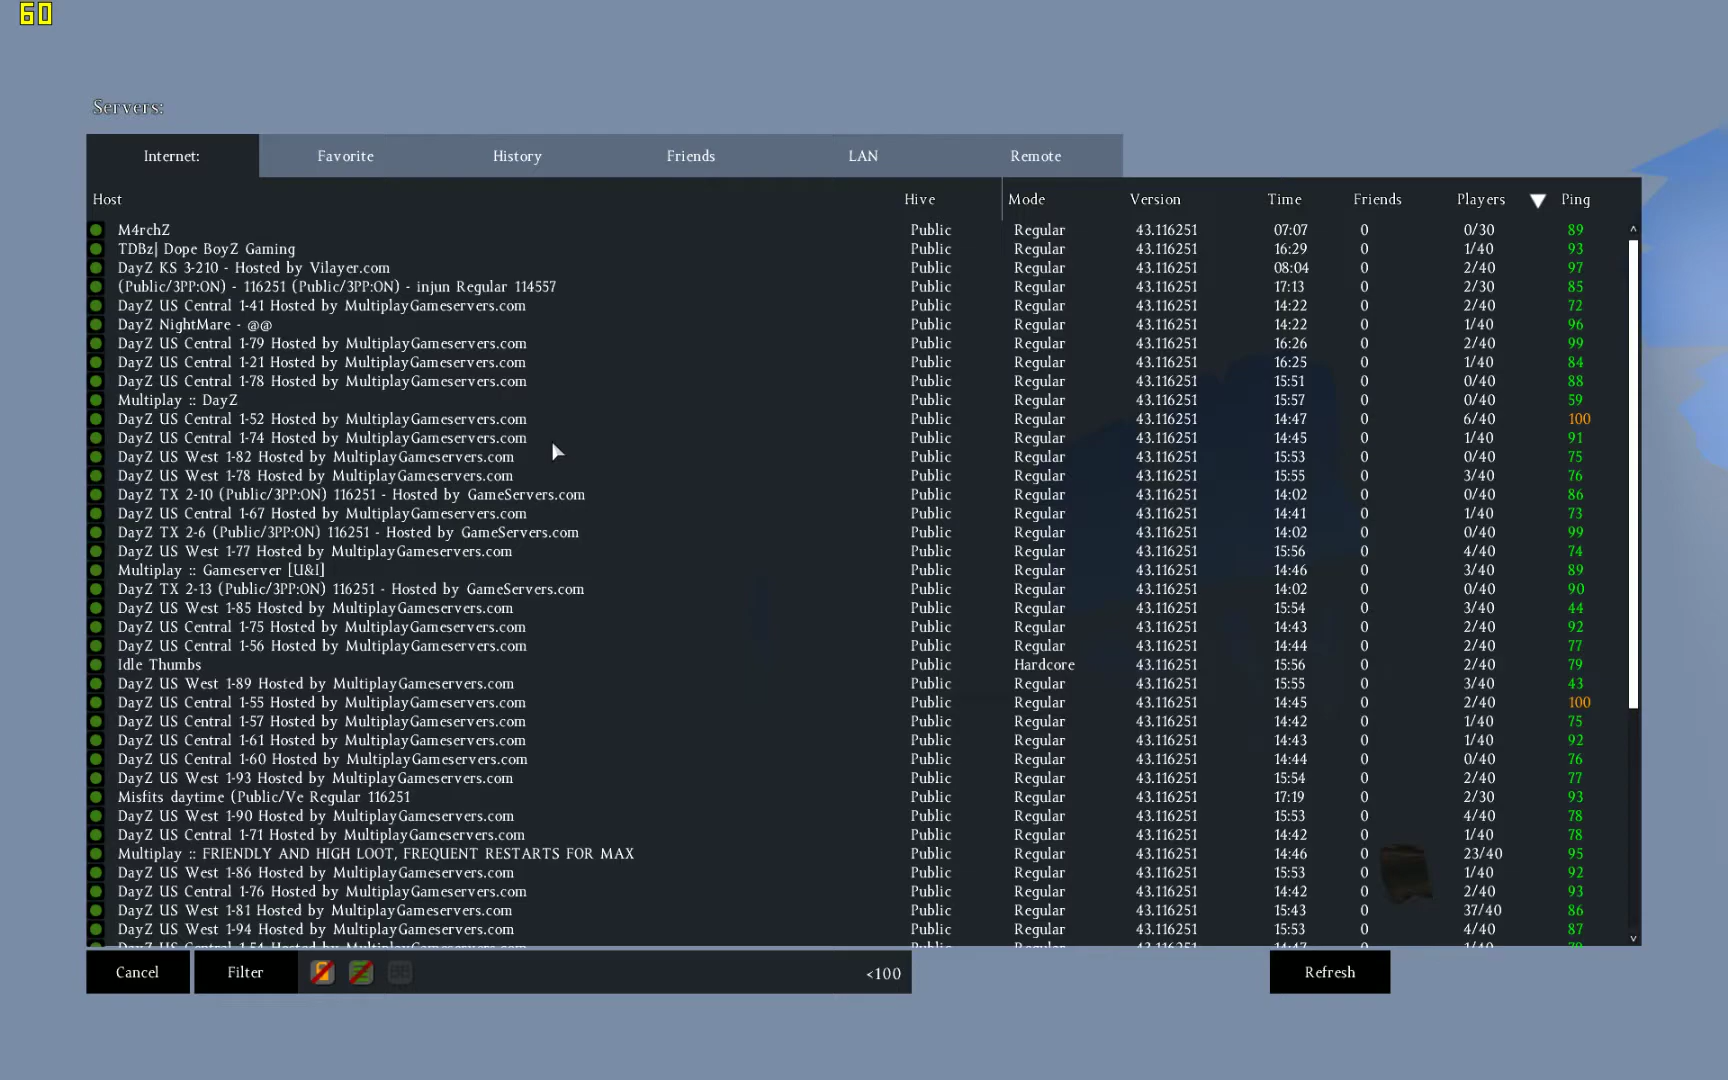 60
Servers:
Internet: Favorite History Friends LAN Remote
Host Hive Mode Version Time Friends Players Ping
M4rchZ Public Regular 43.116251 07:07 0 0/30 89
TDBz| Dope BoyZ Gaming Public Regular 43.116251 16:29 0 1/40 93
DayZ KS 3-210 - Hosted by Vilayer.com Public Regular 43.116251 08:04 0 2/40 97
(Public/3PP:ON) - 116251 (Public/3PP:ON) - injun Regular 114557 Public Regular 43.116251 17:13 0 2/30 85
DayZ US Central 1-41 Hosted by MultiplayGameservers.com Public Regular 43.116251 14:22 0 2/40 72
DayZ NightMare - @@ Public Regular 43.116251 14:22 0 1/40 96
DayZ US Central 1-79 Hosted by MultiplayGameservers.com Public Regular 43.116251 16:26 0 2/40 99
DayZ US Central 1-21 Hosted by MultiplayGameservers.com Public Regular 43.116251 16:25 0 1/40 84
DayZ US Central 1-78 Hosted by MultiplayGameservers.com Public Regular 43.116251 15:51 0 0/40 88
Multiplay :: DayZ Public Regular 43.116251 15:57 0 0/40 59
DayZ US Central 1-52 Hosted by MultiplayGameservers.com Public Regular 43.116251 14:47 0 6/40 100
DayZ US Central 1-74 Hosted by MultiplayGameservers.com Public Regular 43.116251 14:45 0 1/40 91
DayZ US West 1-82 Hosted by MultiplayGameservers.com Public Regular 43.116251 15:53 0 0/40 75
DayZ US West 1-78 Hosted by MultiplayGameservers.com Public Regular 43.116251 15:55 0 3/40 76
DayZ TX 2-10 (Public/3PP:ON) 116251 - Hosted by GameServers.com Public Regular 43.116251 14:02 0 0/40 86
DayZ US Central 1-67 Hosted by MultiplayGameservers.com Public Regular 43.116251 14:41 0 1/40 73
DayZ TX 2-6 (Public/3PP:ON) 116251 - Hosted by GameServers.com Public Regular 43.116251 14:02 0 0/40 99
DayZ US West 1-77 Hosted by MultiplayGameservers.com Public Regular 43.116251 15:56 0 4/40 74
Multiplay :: Gameserver [U&I] Public Regular 43.116251 14:46 0 3/40 89
DayZ TX 2-13 (Public/3PP:ON) 116251 - Hosted by GameServers.com Public Regular 43.116251 14:02 0 0/40 90
DayZ US West 1-85 Hosted by MultiplayGameservers.com Public Regular 43.116251 15:54 0 3/40 44
DayZ US Central 1-75 Hosted by MultiplayGameservers.com Public Regular 43.116251 14:43 0 2/40 92
DayZ US Central 1-56 Hosted by MultiplayGameservers.com Public Regular 43.116251 14:44 0 2/40 77
Idle Thumbs Public Hardcore 43.116251 15:56 0 2/40 79
DayZ US West 1-89 Hosted by MultiplayGameservers.com Public Regular 43.116251 15:55 0 3/40 43
DayZ US Central 1-55 Hosted by MultiplayGameservers.com Public Regular 43.116251 14:45 0 2/40 100
DayZ US Central 1-57 Hosted by MultiplayGameservers.com Public Regular 43.116251 14:42 0 1/40 75
DayZ US Central 1-61 Hosted by MultiplayGameservers.com Public Regular 43.116251 14:43 0 1/40 92
DayZ US Central 1-60 Hosted by MultiplayGameservers.com Public Regular 43.116251 14:44 0 0/40 76
DayZ US West 1-93 Hosted by MultiplayGameservers.com Public Regular 43.116251 15:54 0 2/40 77
Misfits daytime (Public/Ve Regular 116251 Public Regular 43.116251 17:19 0 2/30 93
DayZ US West 1-90 Hosted by MultiplayGameservers.com Public Regular 43.116251 15:53 0 4/40 78
DayZ US Central 1-71 Hosted by MultiplayGameservers.com Public Regular 43.116251 14:42 0 1/40 78
Multiplay :: FRIENDLY AND HIGH LOOT, FREQUENT RESTARTS FOR MAX Public Regular 43.116251 14:46 0 23/40 95
DayZ US West 1-86 Hosted by MultiplayGameservers.com Public Regular 43.116251 15:53 0 1/40 92
DayZ US Central 1-76 Hosted by MultiplayGameservers.com Public Regular 43.116251 14:42 0 2/40 93
DayZ US West 1-81 Hosted by MultiplayGameservers.com Public Regular 43.116251 15:43 0 37/40 86
DayZ US West 1-94 Hosted by MultiplayGameservers.com Public Regular 43.116251 15:53 0 4/40 87
Cancel Filter <100 Refresh